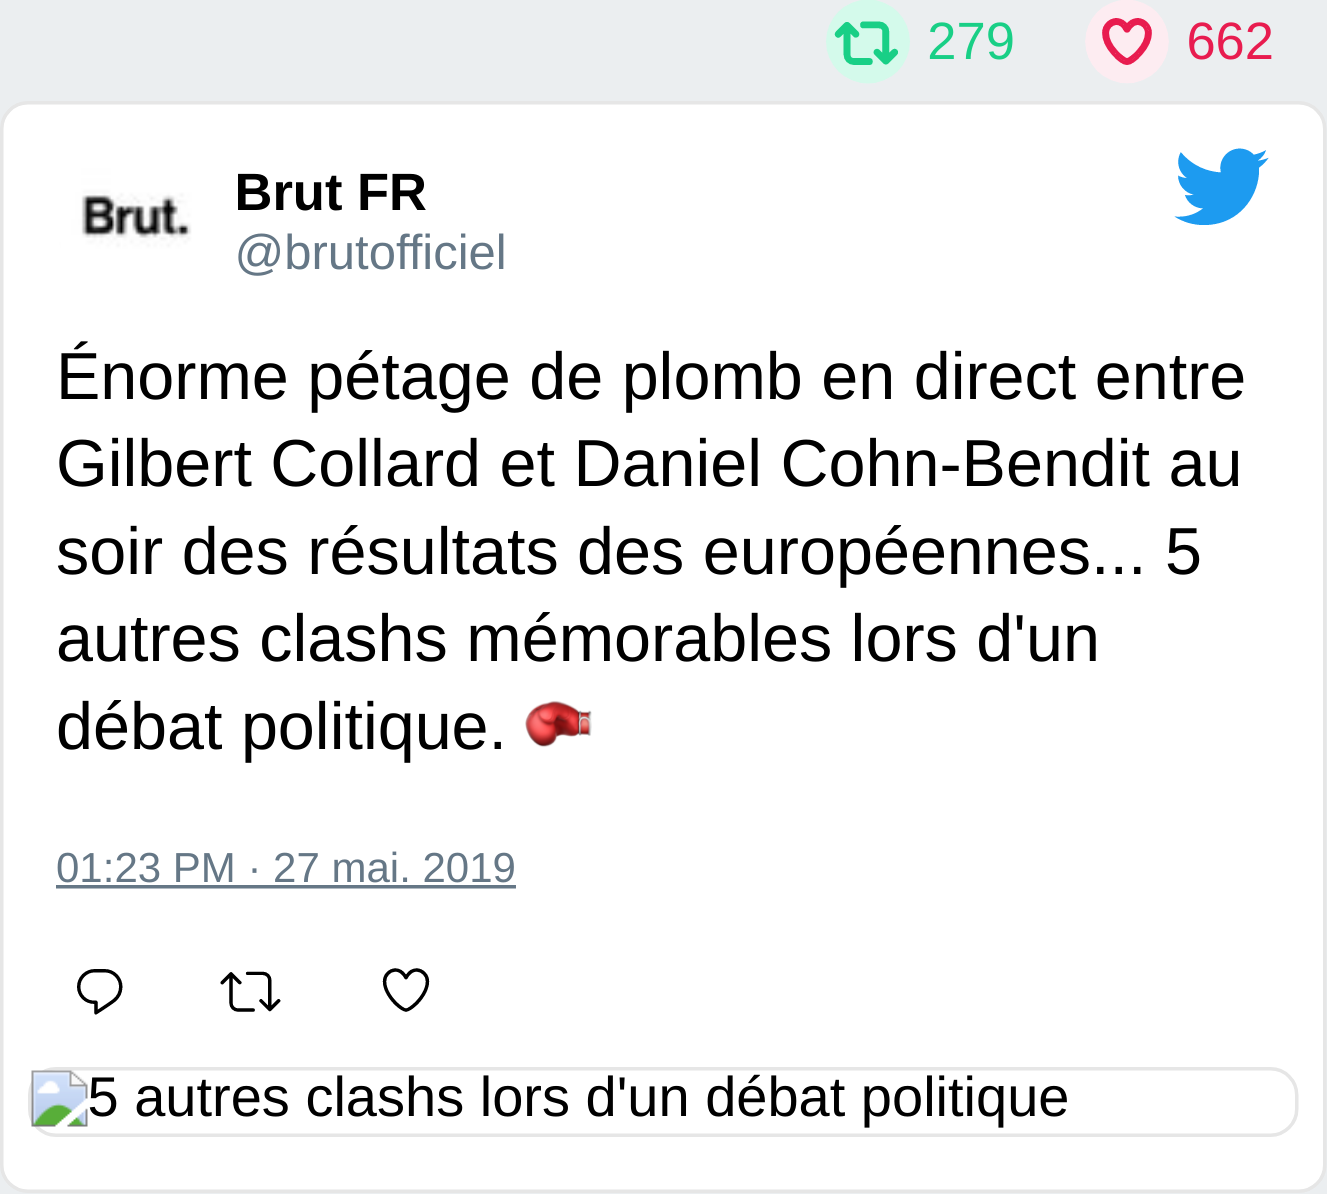 279 662
Brut.
Brut FR
@brutofficiel
Énorme pétage de plomb en direct entre
Gilbert Collard et Daniel Cohn-Bendit au
soir des résultats des européennes... 5
autres clashs mémorables lors d'un
débat politique. 🥊
01:23 PM · 27 mai. 2019
5 autres clashs lors d'un débat politique